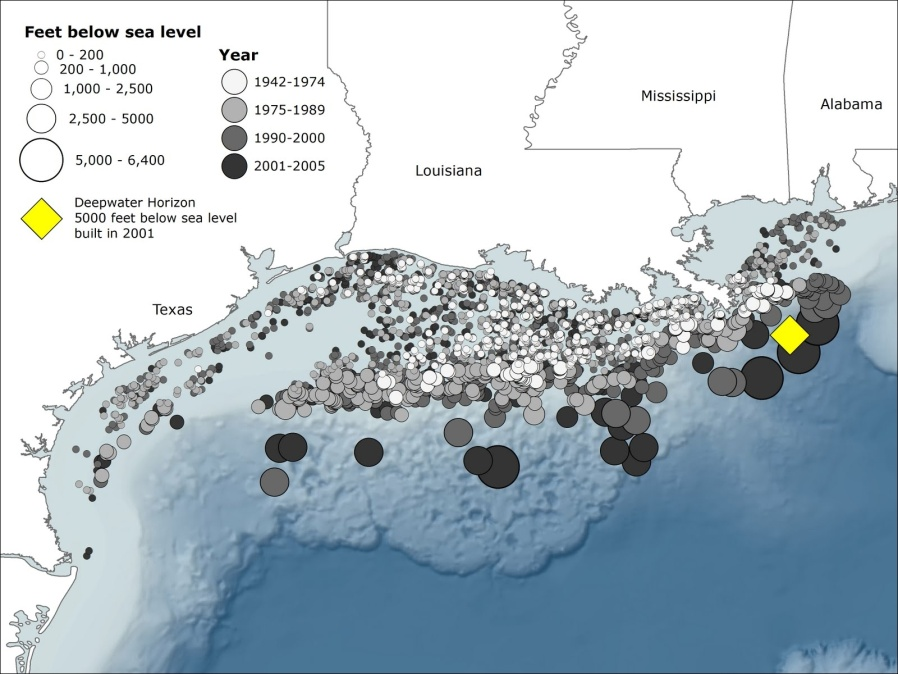 Feet below sea level
0 - 200
200 - 1,000
1,000 - 2,500
2,500 - 5000
5,000 - 6,400
Year
1942-1974
1975-1989
1990-2000
2001-2005
Deepwater Horizon
5000 feet below sea level
built in 2001
Mississippi
Alabama
Louisiana
Texas